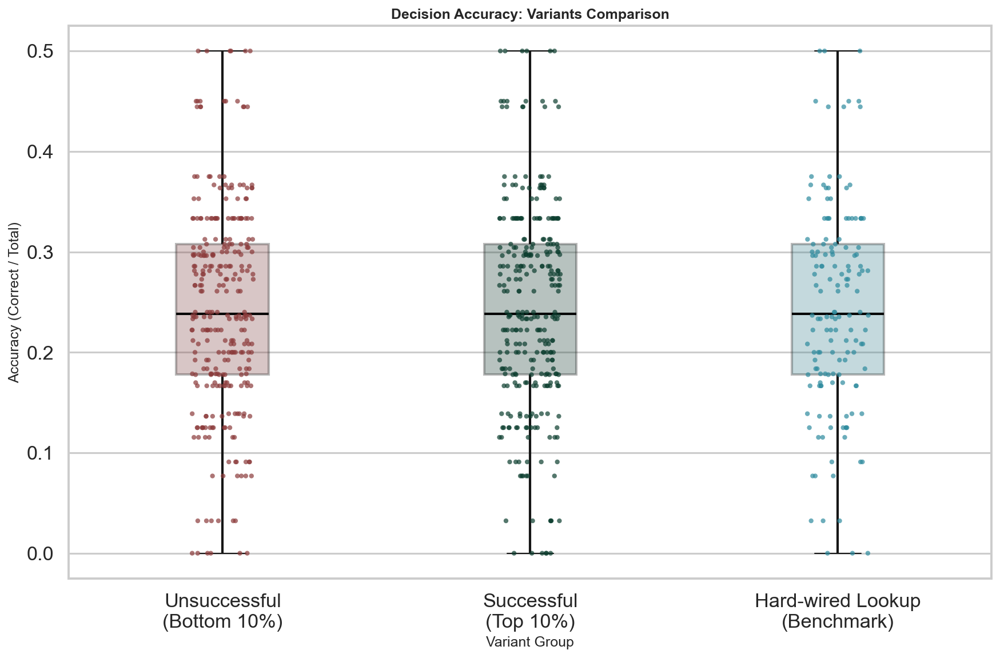 Decision Accuracy: Variants Comparison
Accuracy (Correct / Total)
0.5
0.4
0.3
0.2
0.1
0.0
Unsuccessful
(Bottom 10%)
Successful
(Top 10%)
Hard-wired Lookup
(Benchmark)
Variant Group